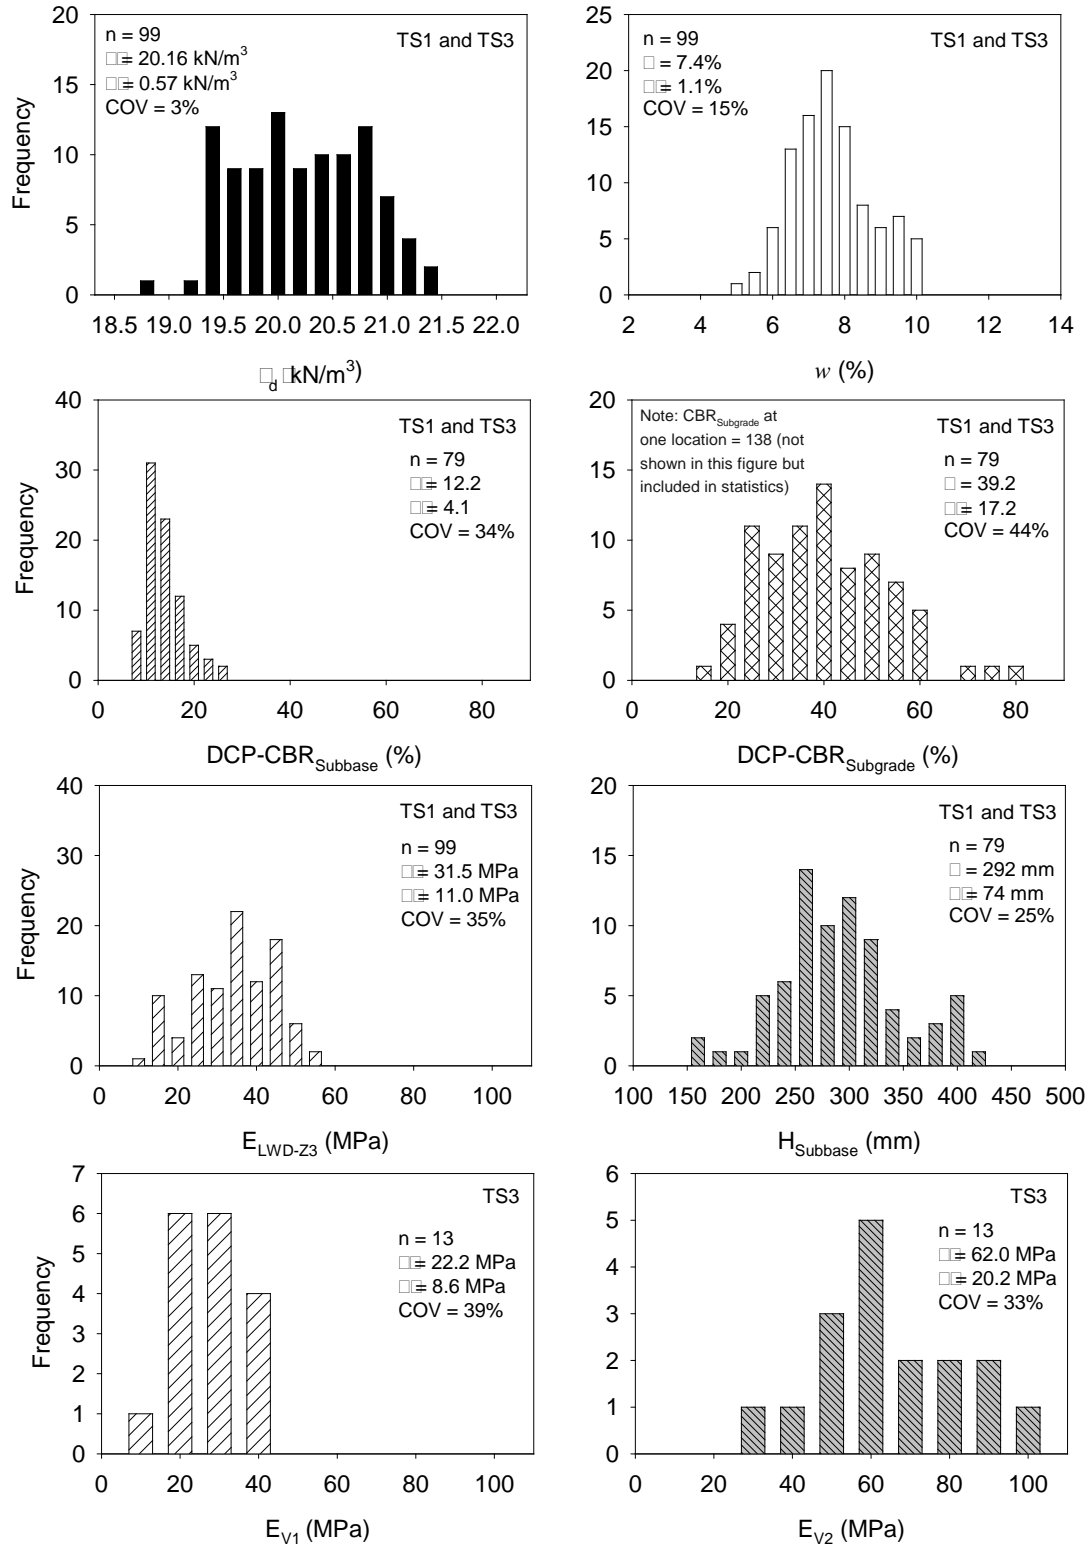 20
15
10
5
0
Frequency
n = 99
= 20.16 kN/m3
= 0.57 kN/m3
COV = 3%
TS1 and TS3
18.5 19.0 19.5 20.0 20.5 21.0 21.5 22.0
d kN/m3)
25
20
15
10
5
0
n = 99
= 7.4%
= 1.1%
COV = 15%
TS1 and TS3
2 4 6 8 10 12 14
w (%)
40
30
20
10
0
Frequency
TS1 and TS3
n = 79
= 12.2
= 4.1
COV = 34%
0 20 40 60 80
DCP-CBRSubbase (%)
20
15
10
5
0
Note: CBRSubgrade at
one location = 138 (not
shown in this figure but
included in statistics)
TS1 and TS3
n = 79
= 39.2
= 17.2
COV = 44%
0 20 40 60 80
DCP-CBRSubgrade (%)
40
30
20
10
0
Frequency
TS1 and TS3
n = 99
= 31.5 MPa
= 11.0 MPa
COV = 35%
0 20 40 60 80 100
ELWD-Z3 (MPa)
20
15
10
5
0
TS1 and TS3
n = 79
= 292 mm
= 74 mm
COV = 25%
100 150 200 250 300 350 400 450 500
HSubbase (mm)
7
6
5
4
3
2
1
0
Frequency
TS3
n = 13
= 22.2 MPa
= 8.6 MPa
COV = 39%
0 20 40 60 80 100
EV1 (MPa)
6
5
4
3
2
1
0
TS3
n = 13
= 62.0 MPa
= 20.2 MPa
COV = 33%
0 20 40 60 80 100
EV2 (MPa)